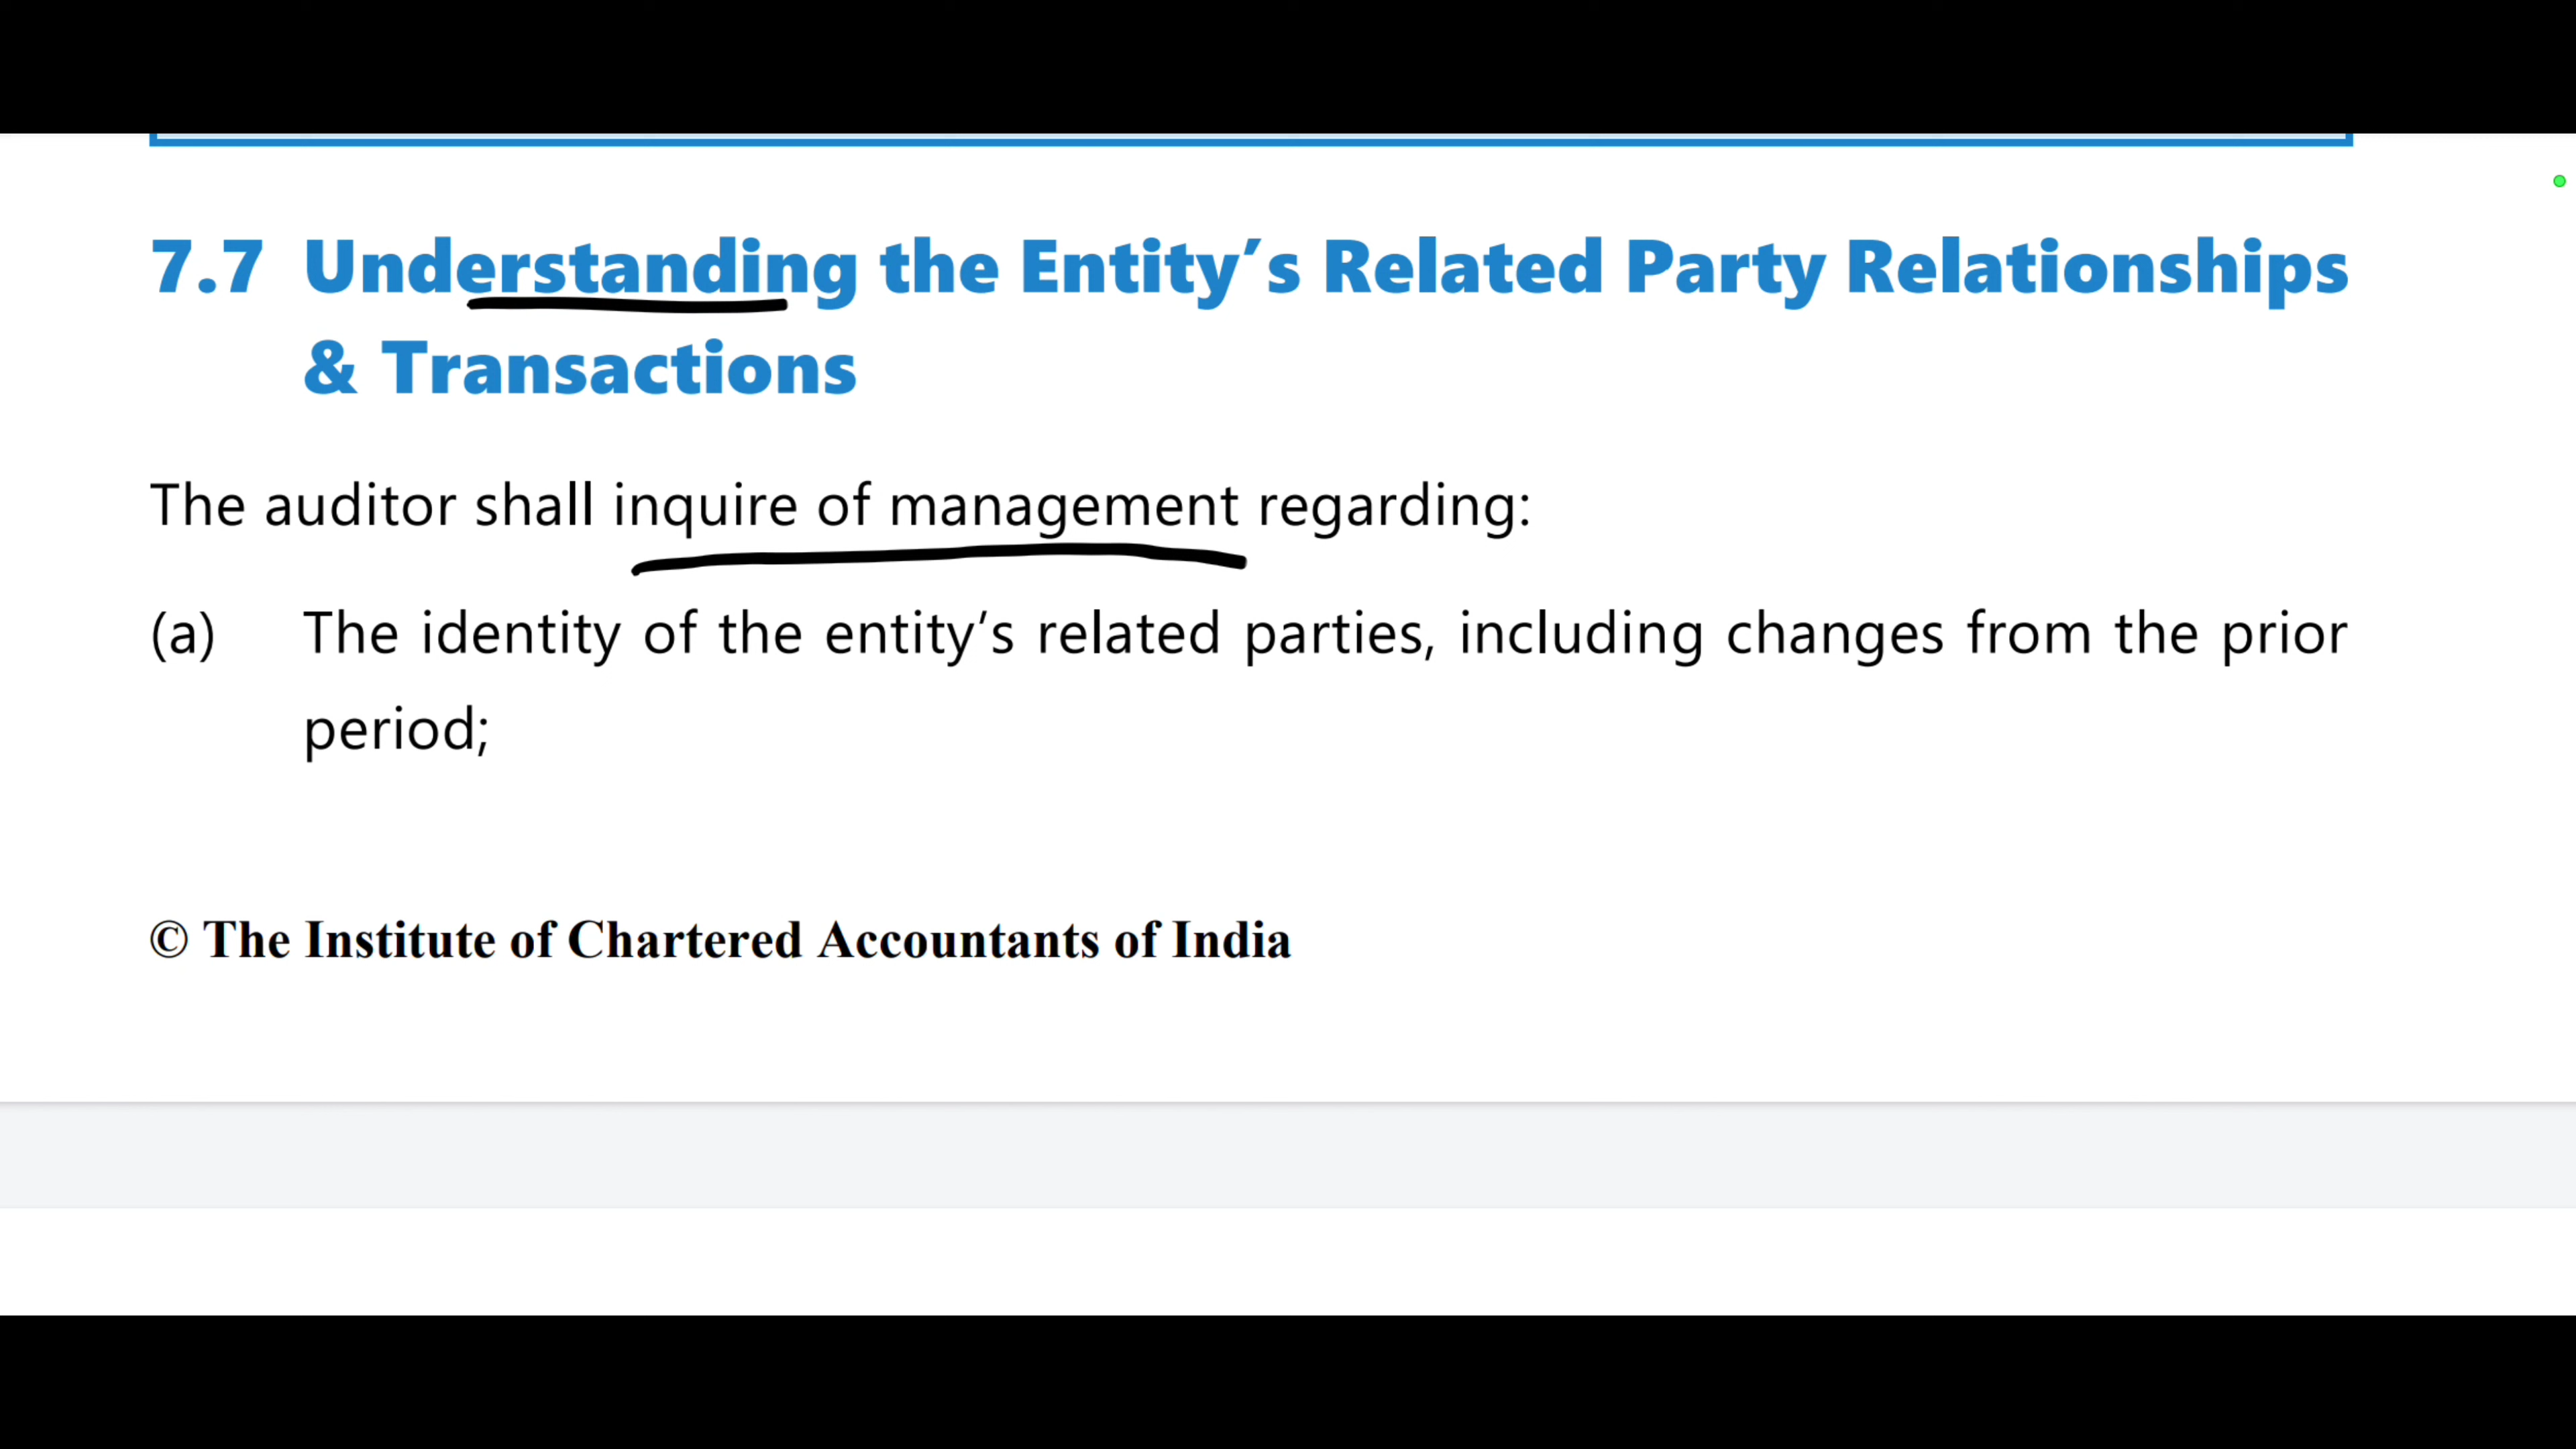 7.7 Understanding the Entity’s Related Party Relationships
& Transactions
The auditor shall inquire of management regarding:
(a) The identity of the entity’s related parties, including changes from the prior
period;
© The Institute of Chartered Accountants of India